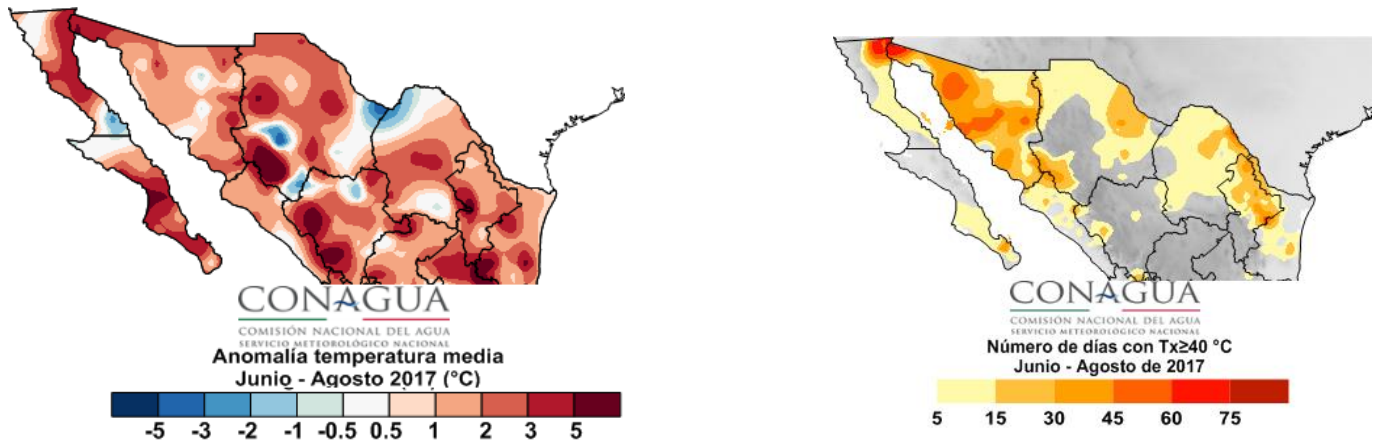 CONAGUA
COMISIÓN NACIONAL DEL AGUA
SERVICIO METEOROLÓGICO NACIONAL
Anomalía temperatura media
Junio - Agosto 2017 (°C)
-5 -3 -2 -1 -0.5 0.5 1 2 3 5
CONAGUA
COMISIÓN NACIONAL DEL AGUA
SERVICIO METEOROLÓGICO NACIONAL
Número de días con Tx≥40 °C
Junio - Agosto de 2017
5 15 30 45 60 75